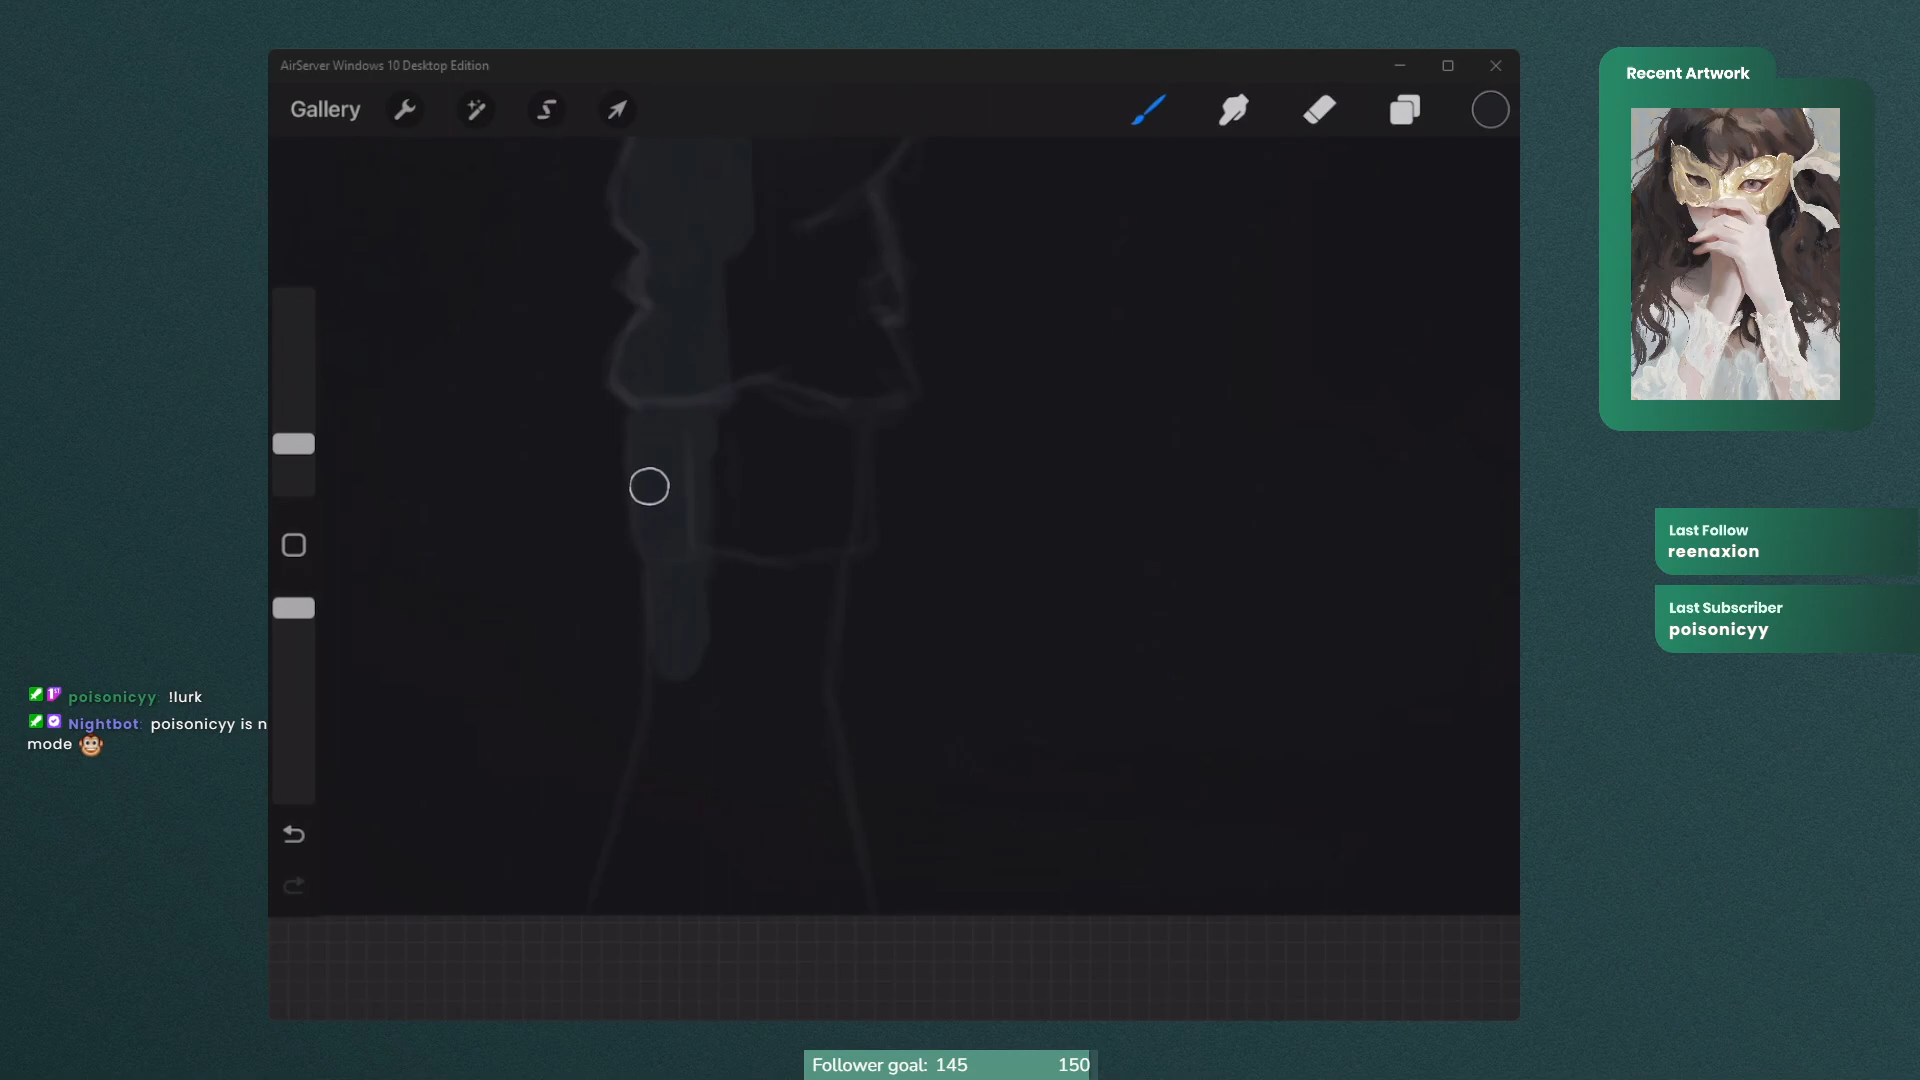 AirServer Windows 10 Desktop Edition
Gallery
Recent Artwork
Last Follow
reenaxion
Last Subscriber
poisonicyy
poisonicyy: !lurk
Nightbot: poisonicyy is n
mode
Follower goal: 145 150